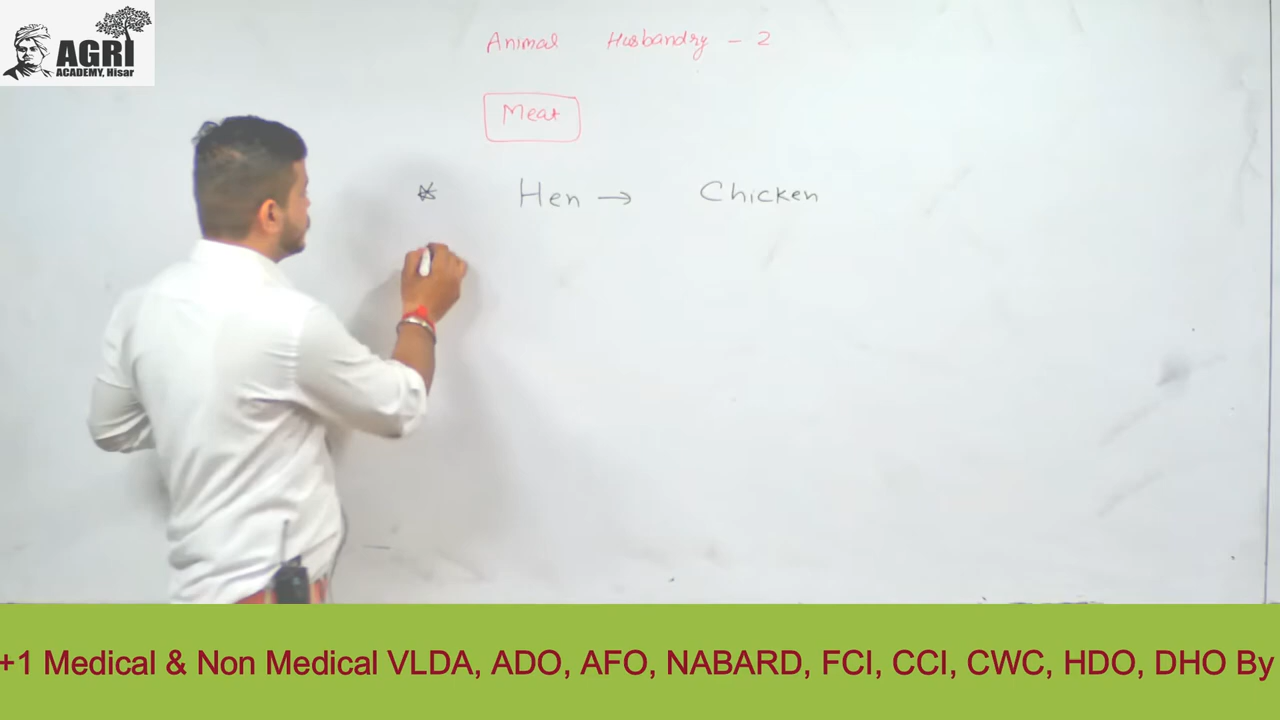 AGRI
ACADEMY, Hisar
Animal Husbandry - 2
Meat
* Hen → Chicken
+1 Medical & Non Medical VLDA, ADO, AFO, NABARD, FCI, CCI, CWC, HDO, DHO By